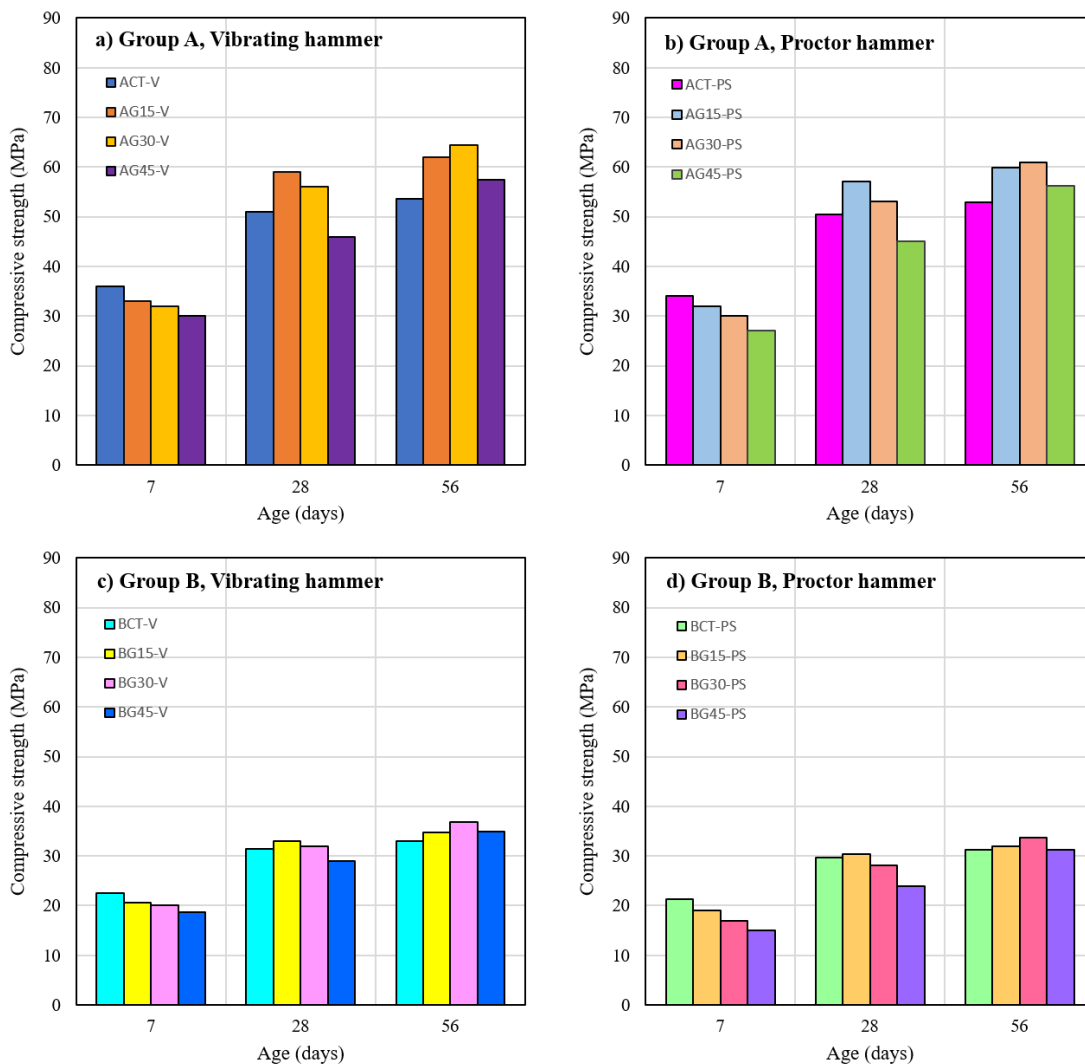 a) Group A, Vibrating hammer
ACT-V
AG15-V
AG30-V
AG45-V
Compressive strength (MPa)
90
80
70
60
50
40
30
20
10
0
7 28 56
Age (days)
b) Group A, Proctor hammer
ACT-PS
AG15-PS
AG30-PS
AG45-PS
Compressive strength (MPa)
90
80
70
60
50
40
30
20
10
0
7 28 56
Age (days)
c) Group B, Vibrating hammer
BCT-V
BG15-V
BG30-V
BG45-V
Compressive strength (MPa)
90
80
70
60
50
40
30
20
10
0
7 28 56
Age (days)
d) Group B, Proctor hammer
BCT-PS
BG15-PS
BG30-PS
BG45-PS
Compressive strength (MPa)
90
80
70
60
50
40
30
20
10
0
7 28 56
Age (days)